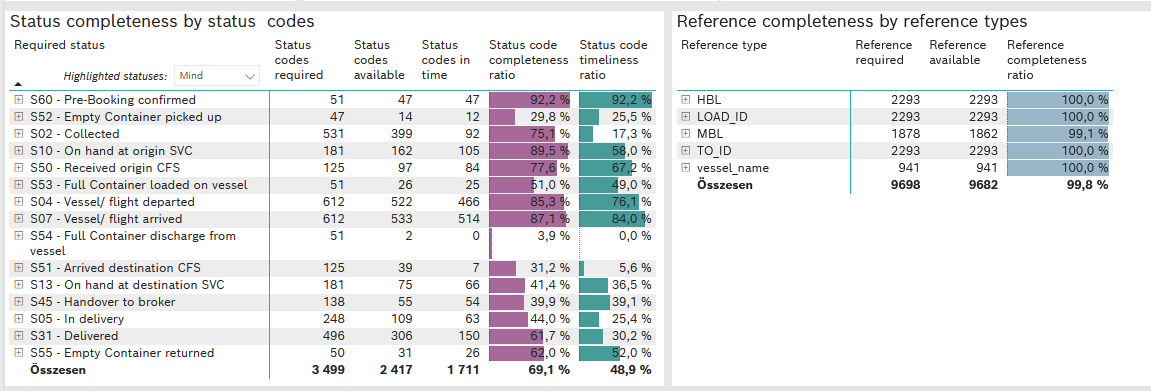 Status completeness by status codes
Required status Status codes required Status codes available Status codes in time Status code completeness ratio Status code timeliness ratio
Highlighted statuses: Mind
S60 - Pre-Booking confirmed 51 47 47 92,2 % 92,2 %
S52 - Empty Container picked up 47 14 12 29,8 % 25,5 %
S02 - Collected 531 399 92 75,1 % 17,3 %
S10 - On hand at origin SVC 181 162 105 89,5 % 58,0 %
S50 - Received origin CFS 125 97 84 77,6 % 67,2 %
S53 - Full Container loaded on vessel 51 26 25 51,0 % 49,0 %
S04 - Vessel/ flight departed 612 522 466 85,3 % 76,1 %
S07 - Vessel/ flight arrived 612 533 514 87,1 % 84,0 %
S54 - Full Container discharge from vessel 51 2 0 3,9 % 0,0 %
S51 - Arrived destination CFS 125 39 7 31,2 % 5,6 %
S13 - On hand at destination SVC 181 75 66 41,4 % 36,5 %
S45 - Handover to broker 138 55 54 39,9 % 39,1 %
S05 - In delivery 248 109 63 44,0 % 25,4 %
S31 - Delivered 496 306 150 61,7 % 30,2 %
S55 - Empty Container returned 50 31 26 62,0 % 52,0 %
Összesen 3 499 2 417 1 711 69,1 % 48,9 %
Reference completeness by reference types
Reference type Reference required Reference available Reference completeness ratio
HBL 2293 2293 100,0 %
LOAD_ID 2293 2293 100,0 %
MBL 1878 1862 99,1 %
TO_ID 2293 2293 100,0 %
vessel_name 941 941 100,0 %
Összesen 9698 9682 99,8 %